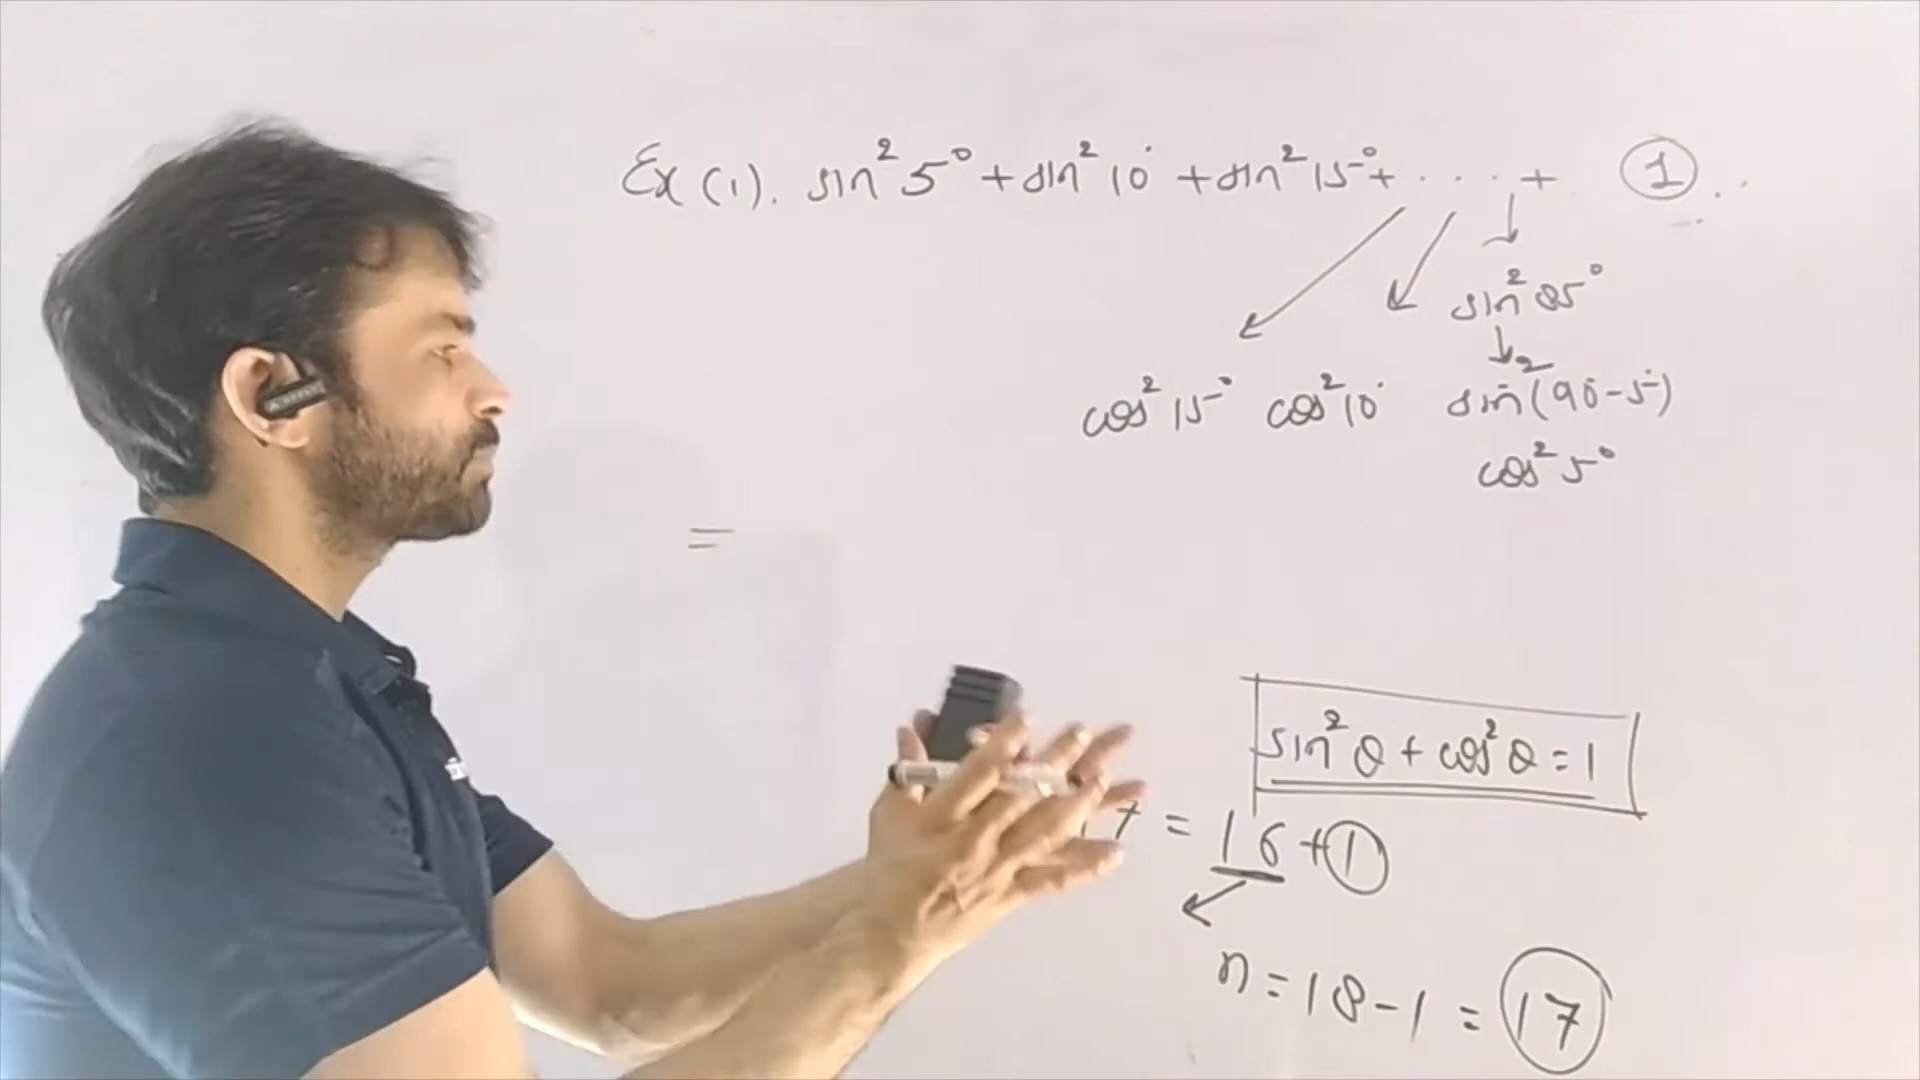 Ex (1). sin²5° + sin²10° + sin²15° + . . . . + 1 . .
sin²85°
cos²15° cos²10° sin²(90°-5°)
cos²5°
=
sin²θ + cos²θ = 1
17 = 16 + 1
n = 18 - 1 = 17